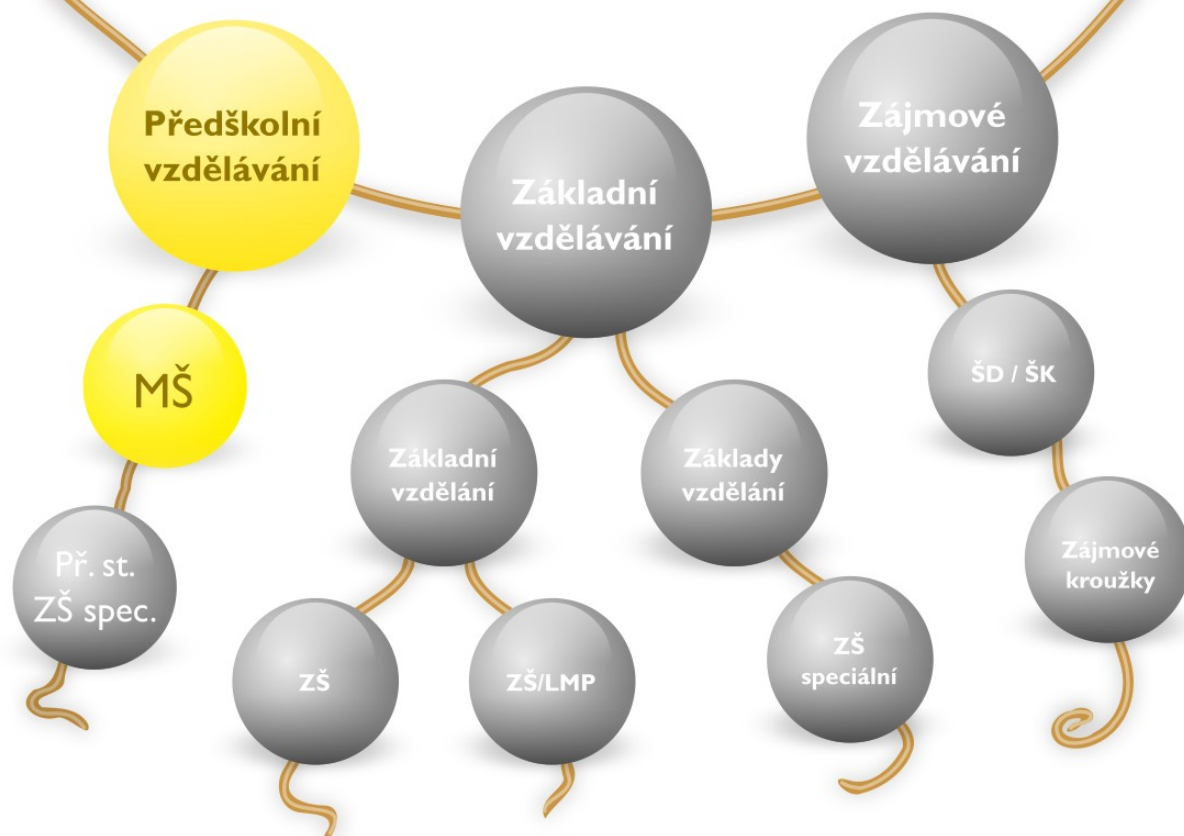 Předškolní
vzdělávání
Základní
vzdělávání
Zájmové
vzdělávání
MŠ
ŠD / ŠK
Základní
vzdělání
Základy
vzdělání
Př. st.
ZŠ spec.
Zájmové
kroužky
ZŠ
ZŠ/LMP
ZŠ
speciální